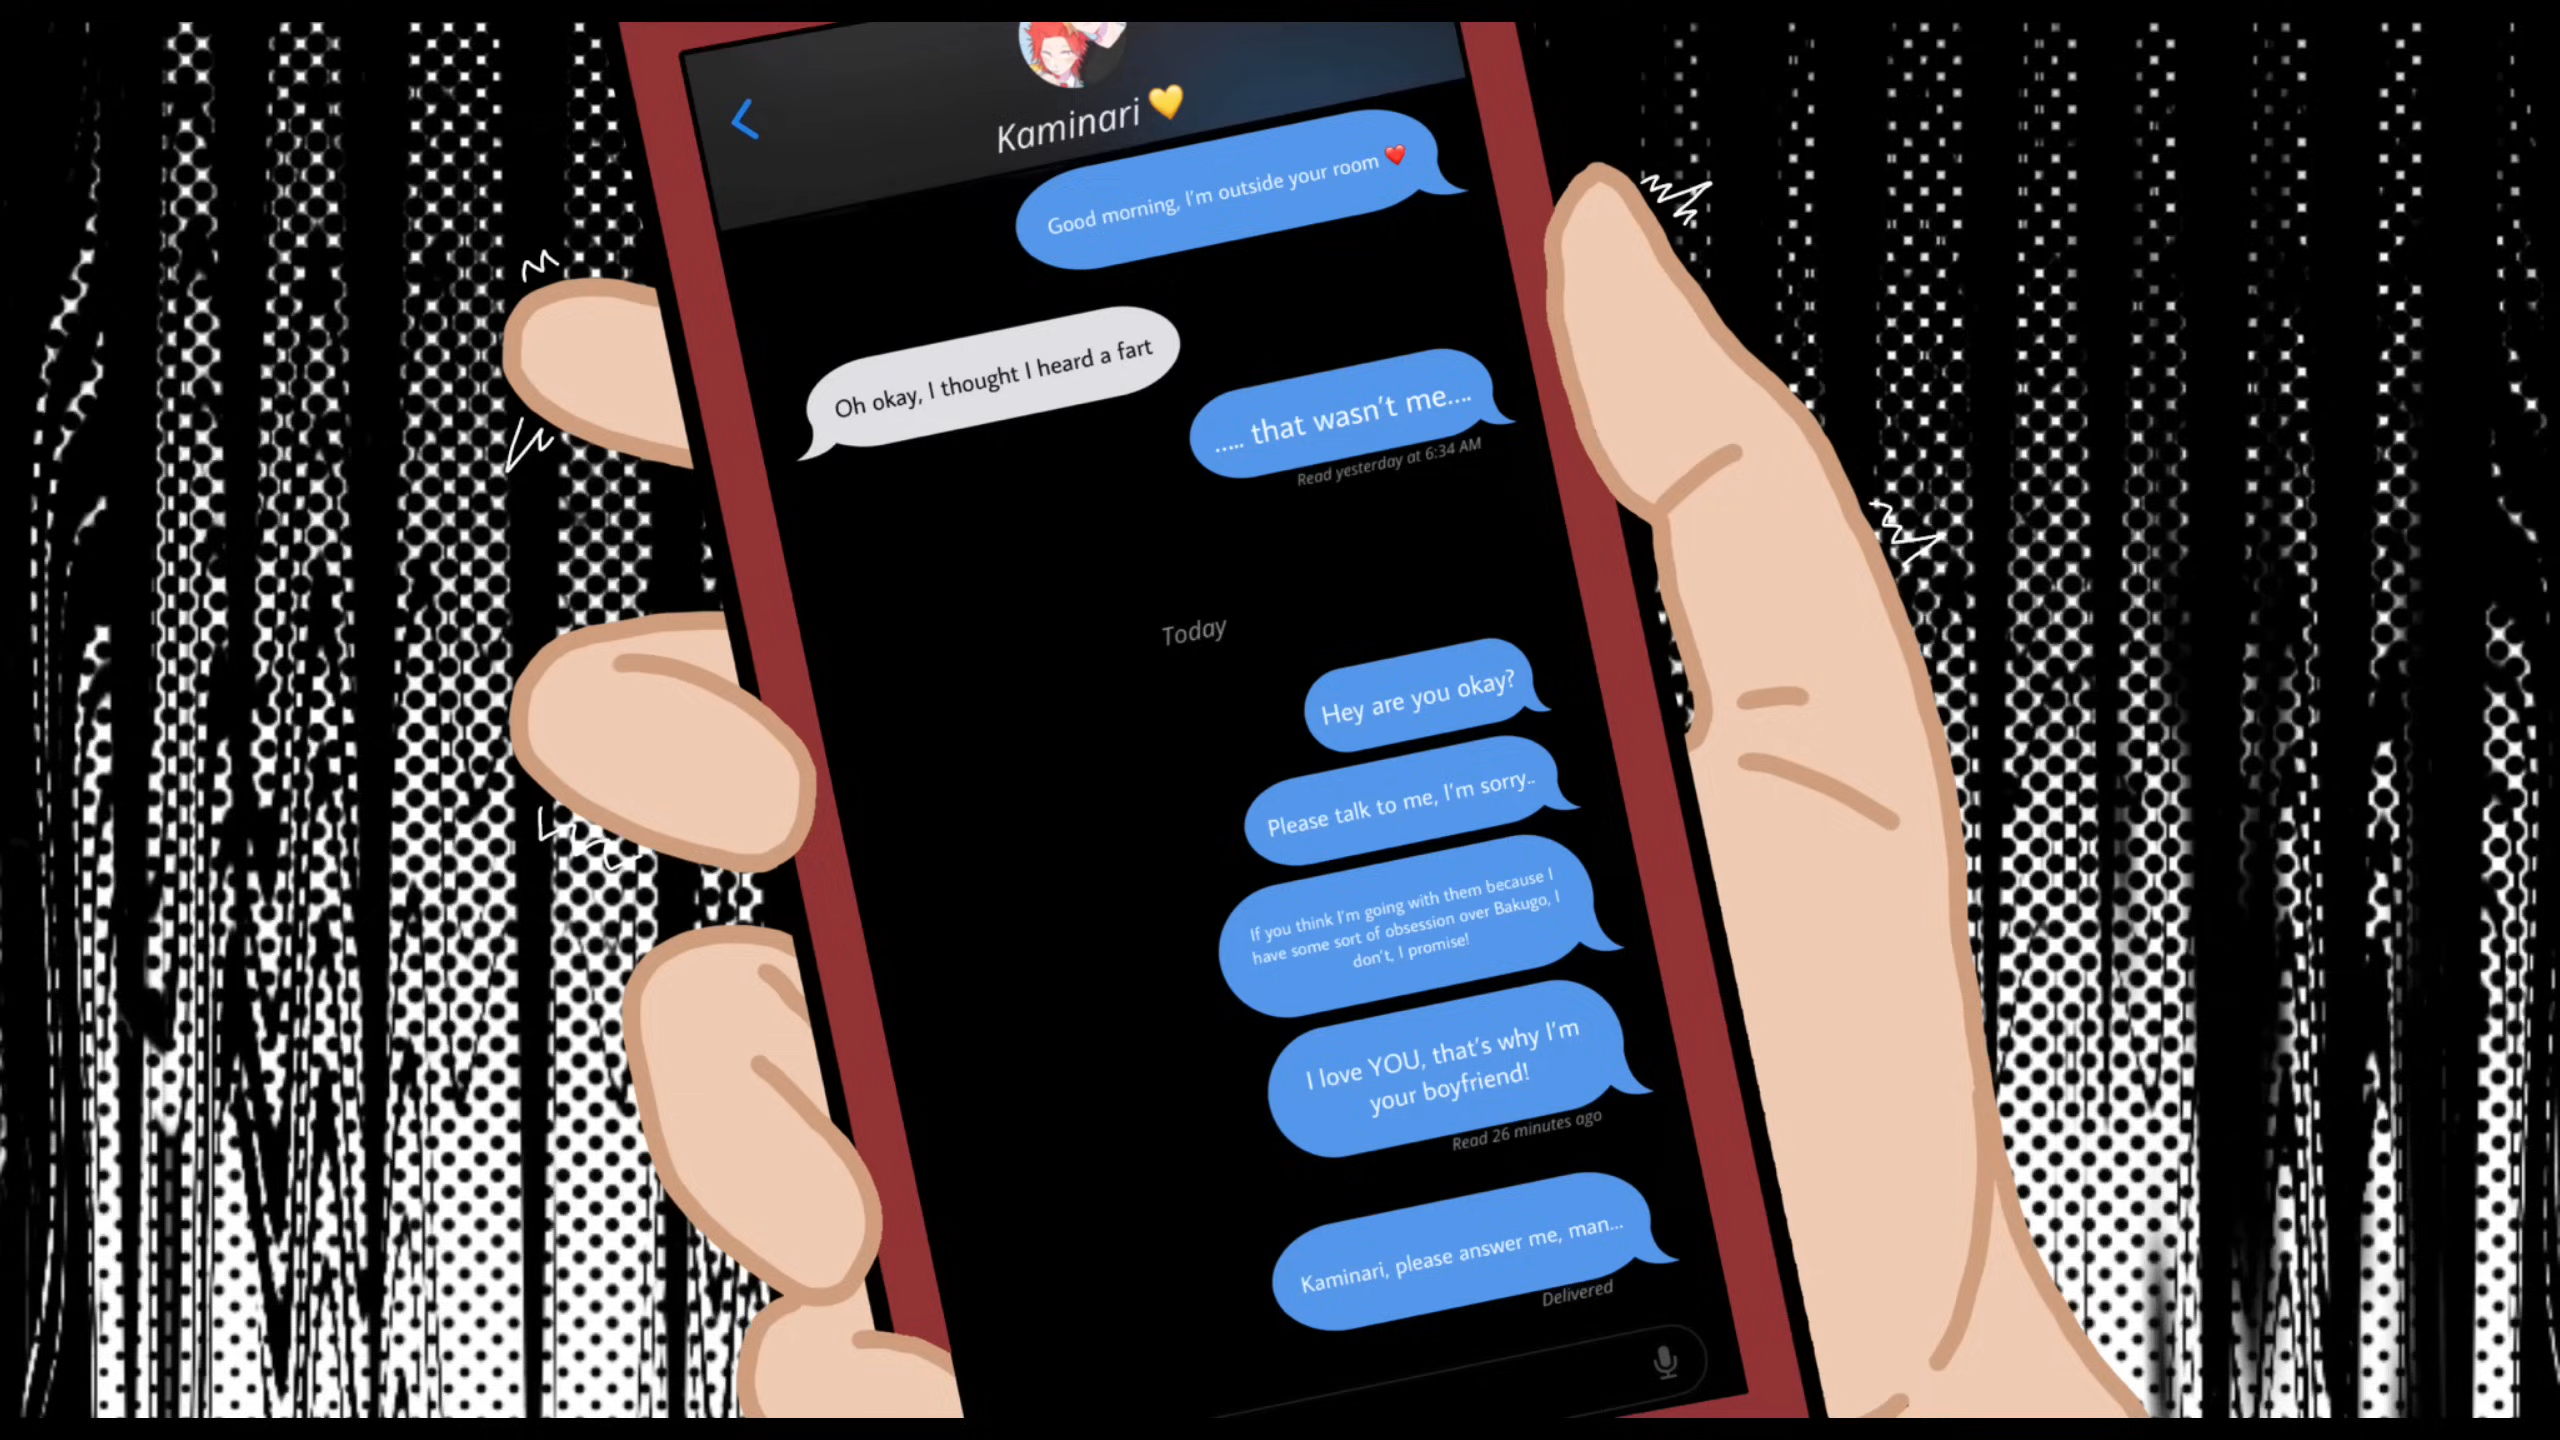 Kaminari 💛
Good morning, I'm outside your room ❤️
Oh okay, I thought I heard a fart
..... that wasn't me....
Read yesterday at 6:34 AM
Today
Hey are you okay?
Please talk to me, I'm sorry..
If you think I'm going with them because I
have some sort of obsession over Bakugo, I
don't, I promise!
I love YOU, that's why I'm
your boyfriend!
Read 26 minutes ago
Kaminari, please answer me, man...
Delivered